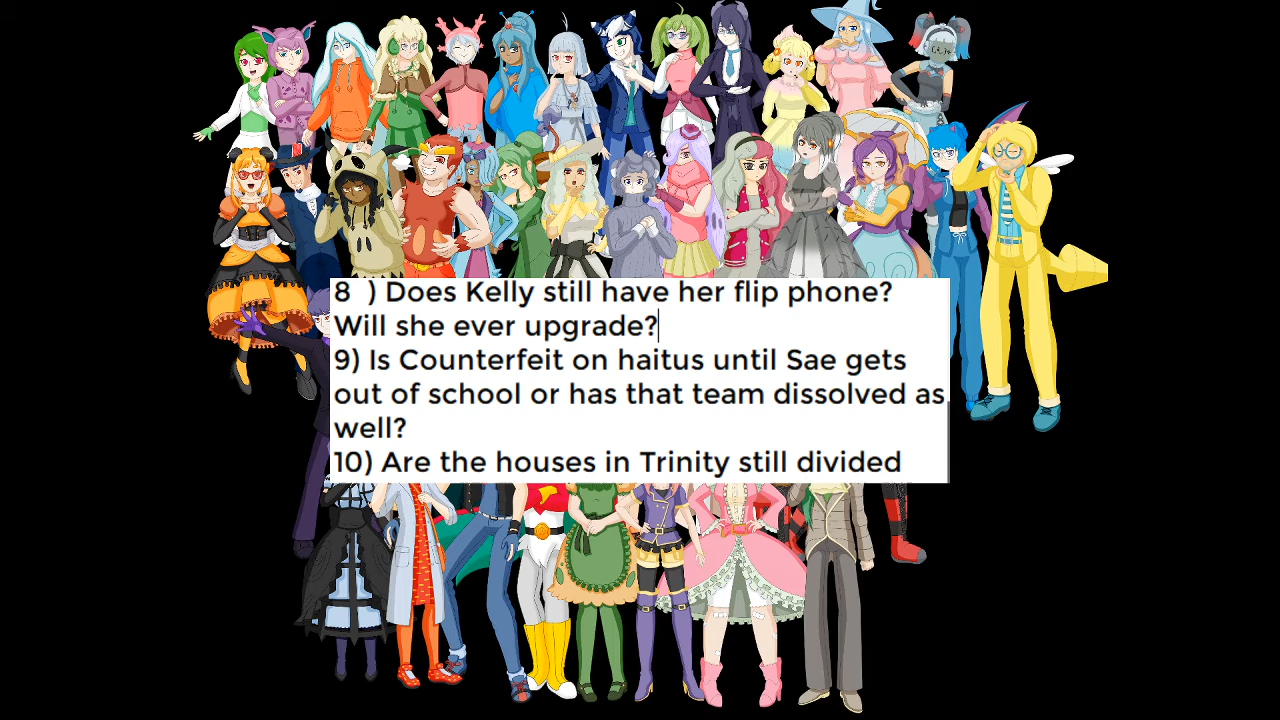 8  ) Does Kelly still have her flip phone?
Will she ever upgrade?
9) Is Counterfeit on haitus until Sae gets
out of school or has that team dissolved as
well?
10) Are the houses in Trinity still divided